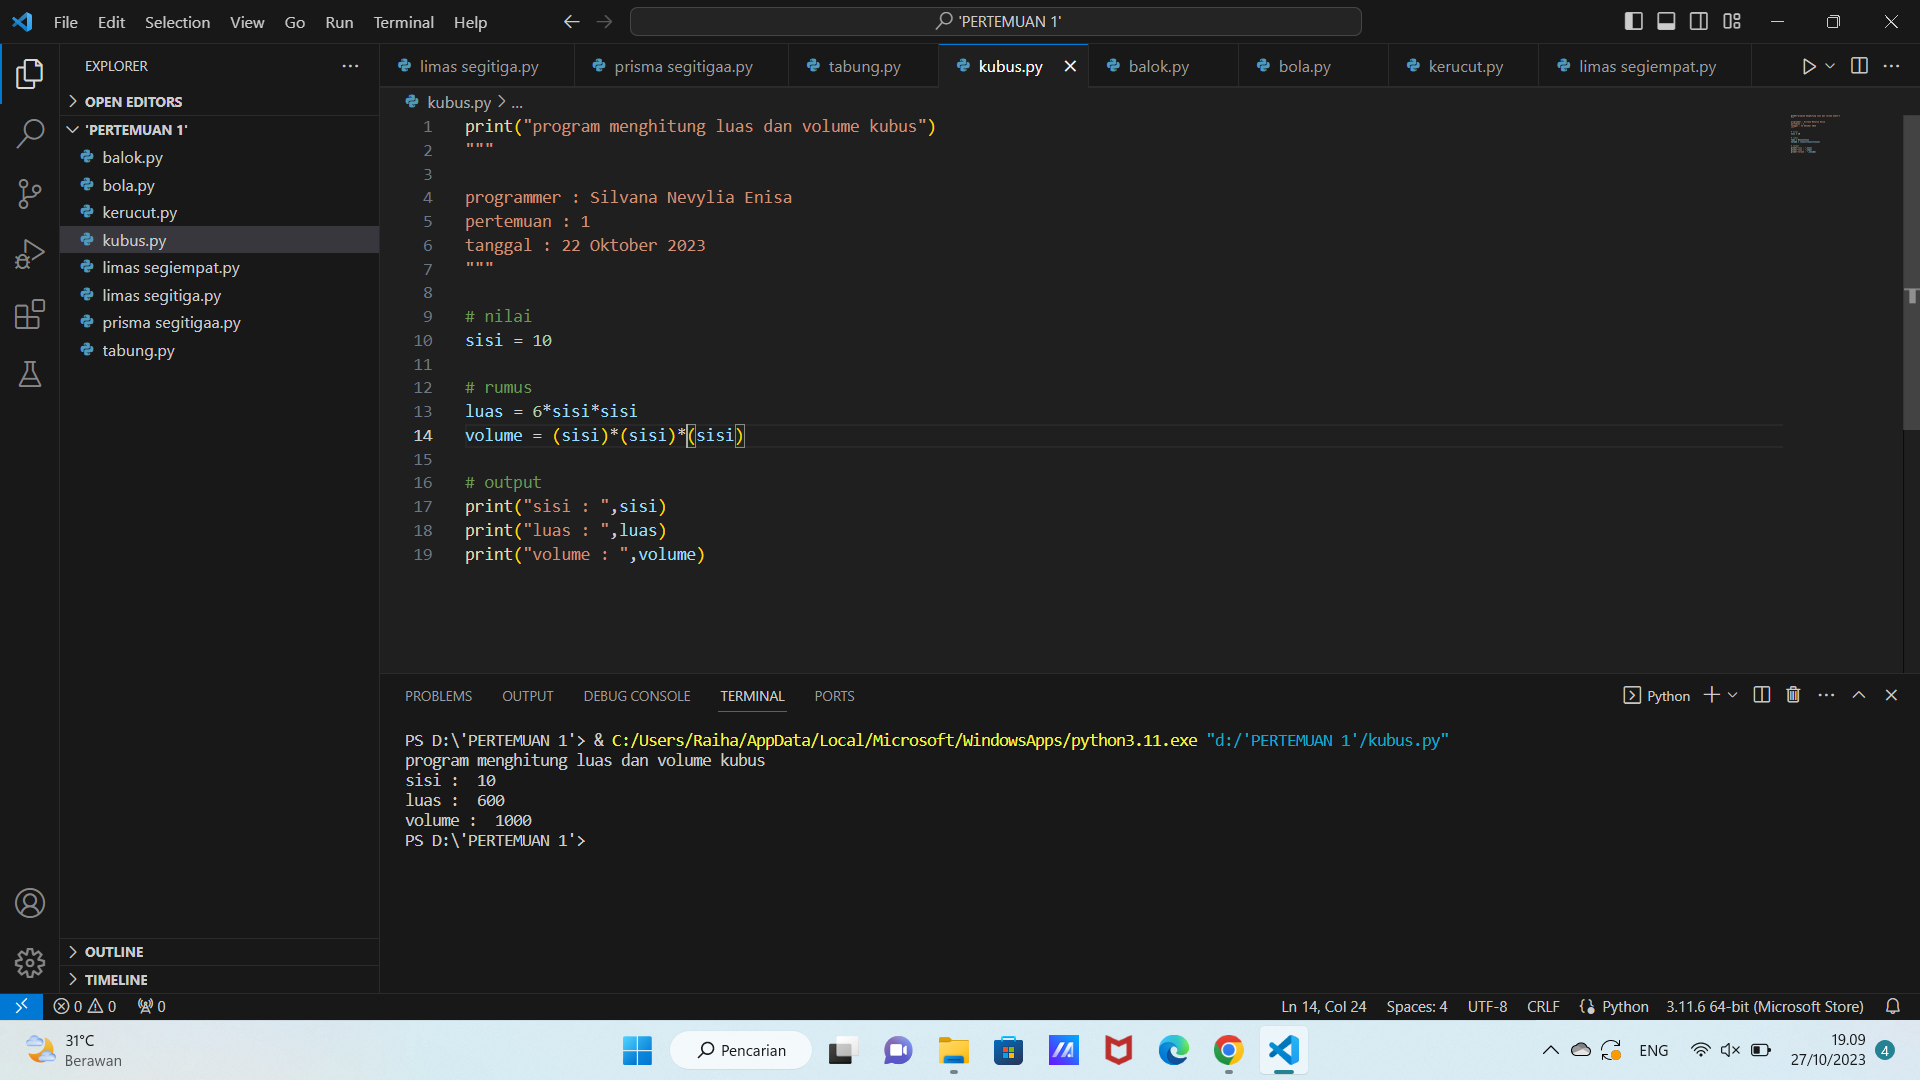 File Edit Selection View Go Run Terminal Help
'PERTEMUAN 1'
EXPLORER
limas segitiga.py prisma segitigaa.py tabung.py kubus.py balok.py bola.py kerucut.py limas segiempat.py
OPEN EDITORS
'PERTEMUAN 1'
balok.py
bola.py
kerucut.py
kubus.py
limas segiempat.py
limas segitiga.py
prisma segitigaa.py
tabung.py
OUTLINE
TIMELINE
kubus.py > ...
1 print("program menghitung luas dan volume kubus")
2 """
3
4 programmer : Silvana Nevylia Enisa
5 pertemuan : 1
6 tanggal : 22 Oktober 2023
7 """
8
9 # nilai
10 sisi = 10
11
12 # rumus
13 luas = 6*sisi*sisi
14 volume = (sisi)*(sisi)*(sisi)
15
16 # output
17 print("sisi : ",sisi)
18 print("luas : ",luas)
19 print("volume : ",volume)
PROBLEMS OUTPUT DEBUG CONSOLE TERMINAL PORTS
Python
PS D:\'PERTEMUAN 1'> & C:/Users/Raiha/AppData/Local/Microsoft/WindowsApps/python3.11.exe "d:/'PERTEMUAN 1'/kubus.py"
program menghitung luas dan volume kubus
sisi :  10
luas :  600
volume :  1000
PS D:\'PERTEMUAN 1'>
0 0 0
Ln 14, Col 24 Spaces: 4 UTF-8 CRLF Python 3.11.6 64-bit (Microsoft Store)
31°C
Berawan
Pencarian
ENG
19.09
27/10/2023
4